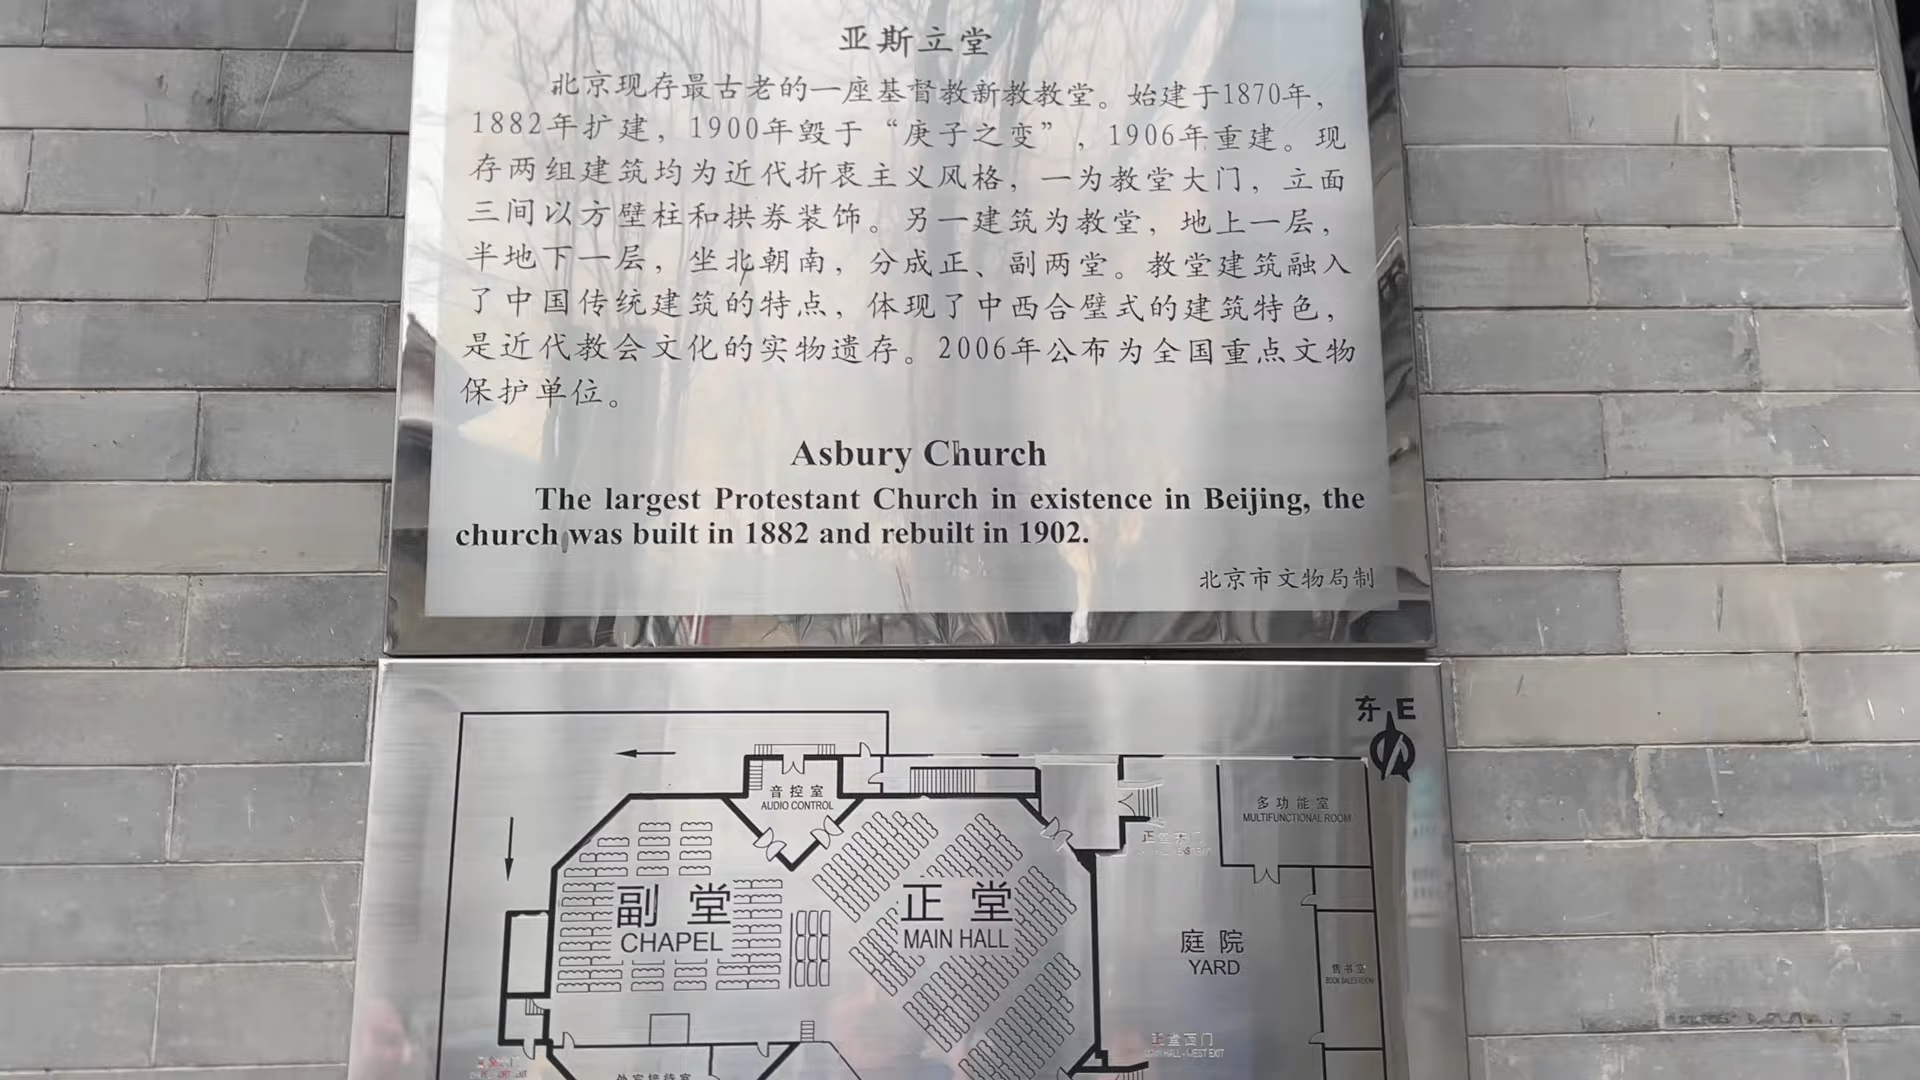 亚斯立堂
北京现存最古老的一座基督教新教教堂。始建于1870年，
1882年扩建，1900年毁于“庚子之变”，1906年重建。现
存两组建筑均为近代折衷主义风格，一为教堂大门，立面
三间以方壁柱和拱券装饰。另一建筑为教堂，地上一层，
半地下一层，坐北朝南，分成正、副两堂。教堂建筑融入
了中国传统建筑的特点，体现了中西合璧式的建筑特色，
是近代教会文化的实物遗存。2006年公布为全国重点文物
保护单位。
Asbury Church
The largest Protestant Church in existence in Beijing, the
church was built in 1882 and rebuilt in 1902.
北京市文物局制
东 E
音控室
AUDIO CONTROL
多功能室
MULTIFUNCTIONAL ROOM
副堂
CHAPEL
正堂
MAIN HALL
庭院
YARD
售书室
BOOK SALES ROOM
正堂西门
MAIN HALL - WEST EXIT